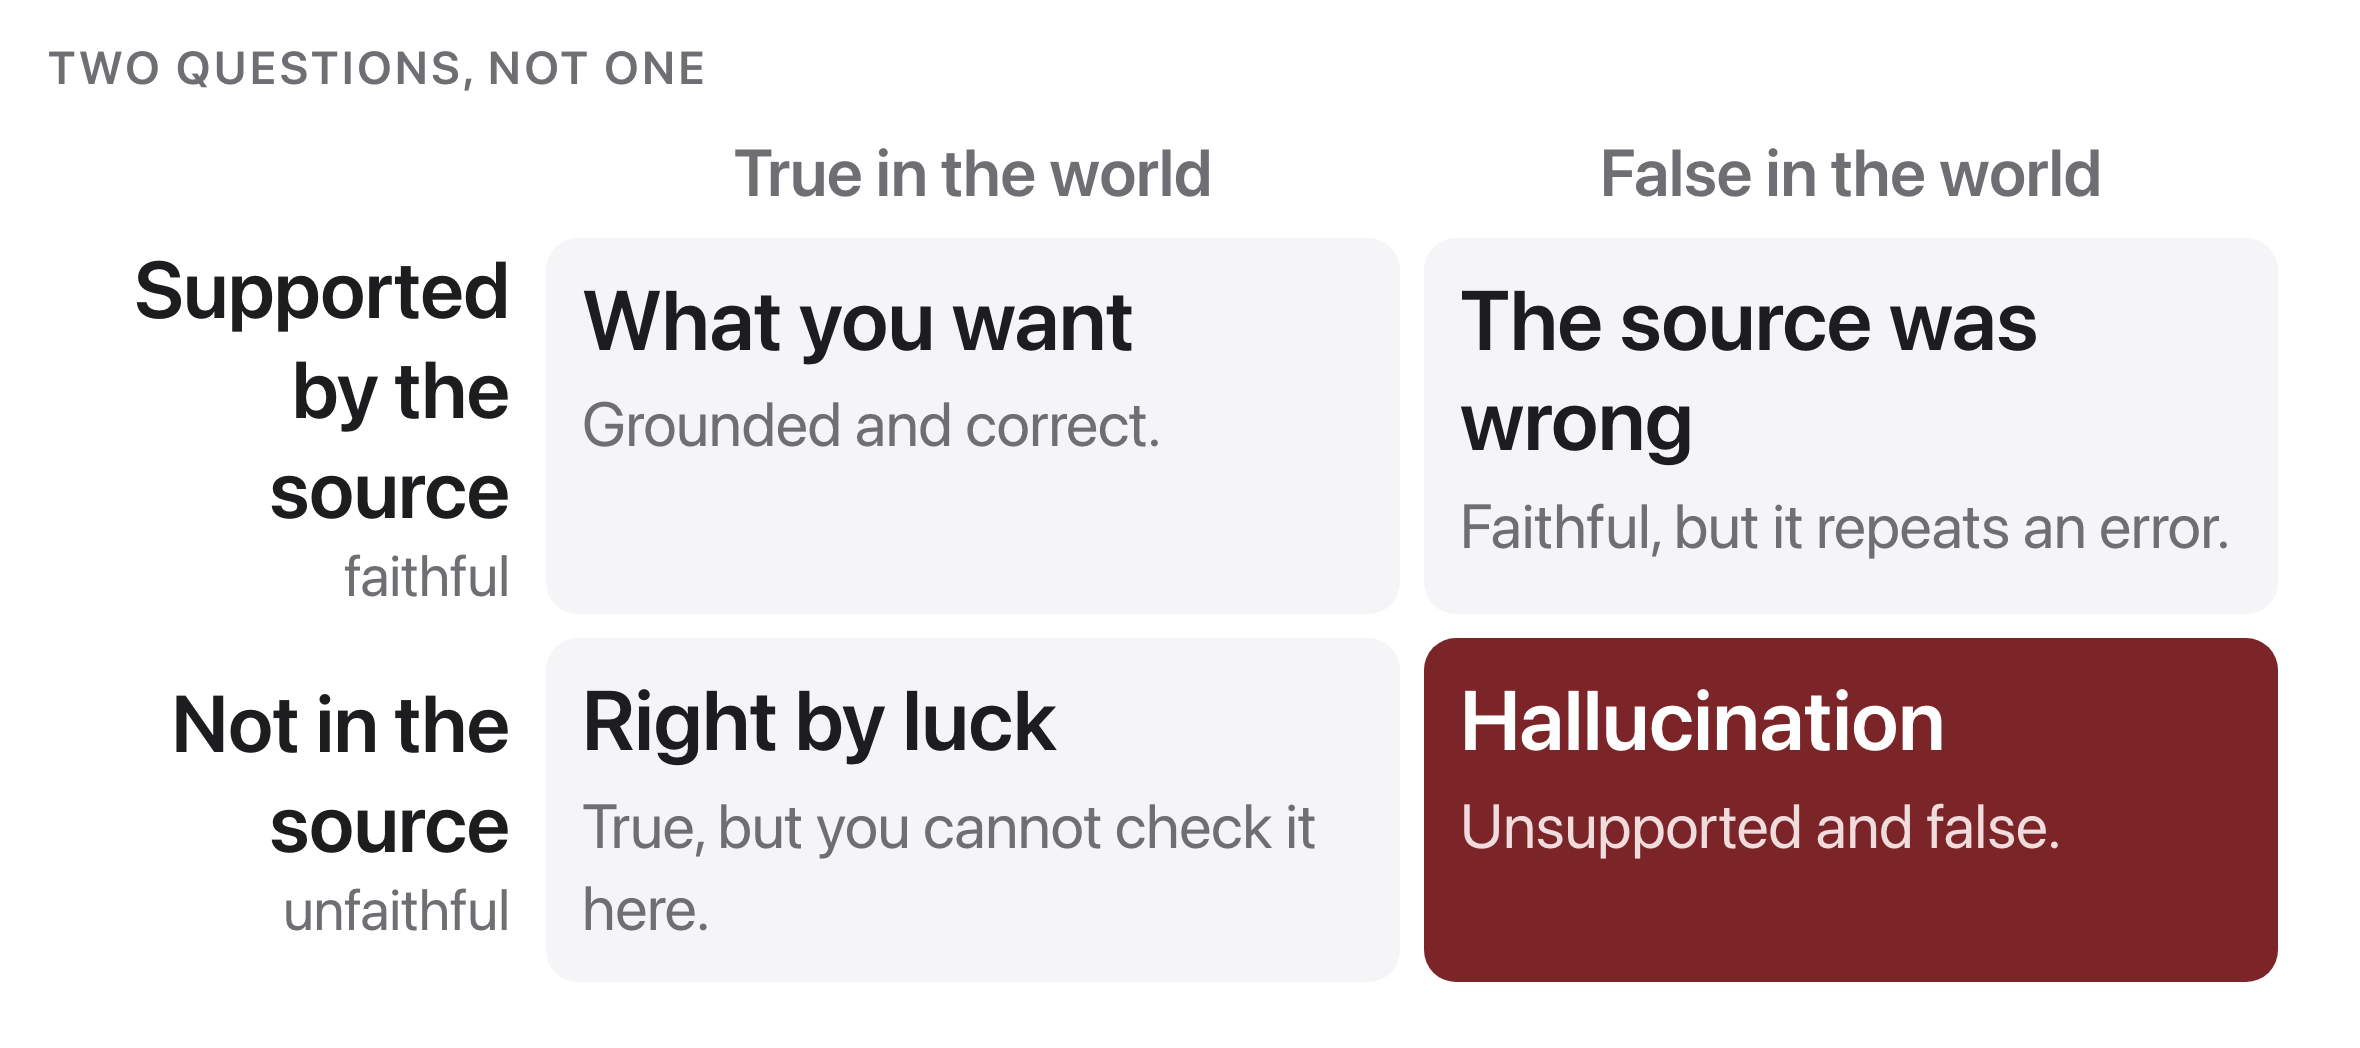 TWO QUESTIONS, NOT ONE
True in the world
False in the world
Supported
by the
source
faithful
What you want
Grounded and correct.
The source was
wrong
Faithful, but it repeats an error.
Not in the
source
unfaithful
Right by luck
True, but you cannot check it
here.
Hallucination
Unsupported and false.